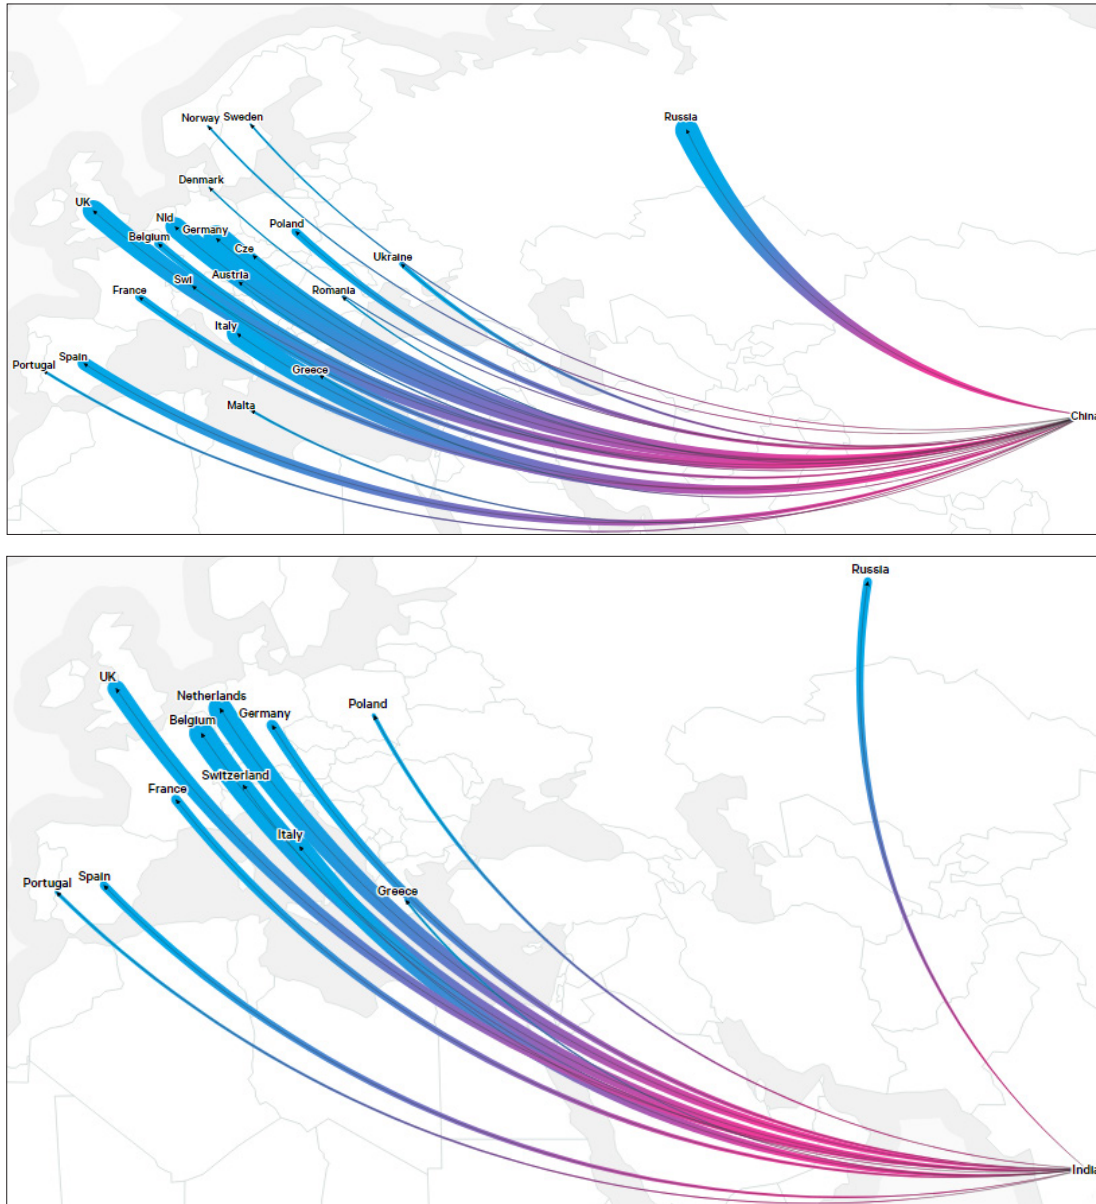 Norway Sweden
Russia
Denmark
UK
Nld
Germany
Poland
Belgium
Cze
Ukraine
Swi
Austria
France
Romania
Italy
Portugal
Spain
Greece
Malta
China
Russia
UK
Netherlands
Germany
Poland
Belgium
Switzerland
France
Italy
Portugal
Spain
Greece
India